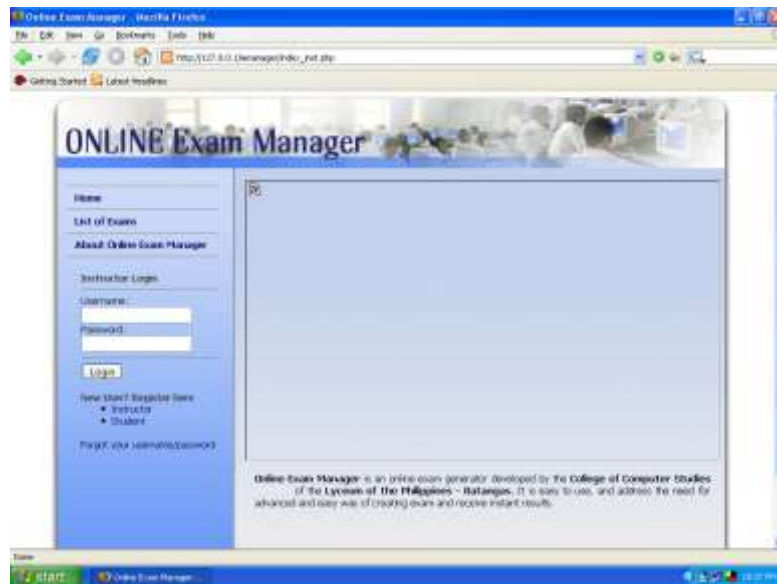 Online Exam Manager - Mozilla Firefox
File Edit View Go Bookmarks Tools Help
Getting Started Latest Headlines
ONLINE Exam Manager
Home
List of Exams
About Online Exam Manager
Instructor Login
Username:
Password:
Login
New User? Register here
Instructor
Student
Forgot your username/password
Online Exam Manager is an online exam generator developed by the College of Computer Studies
of the Lyceum of the Philippines - Batangas. It is easy to use, and address the need for
advanced and easy way of creating exam and receive instant results.
Done
start Online Exam Manager...